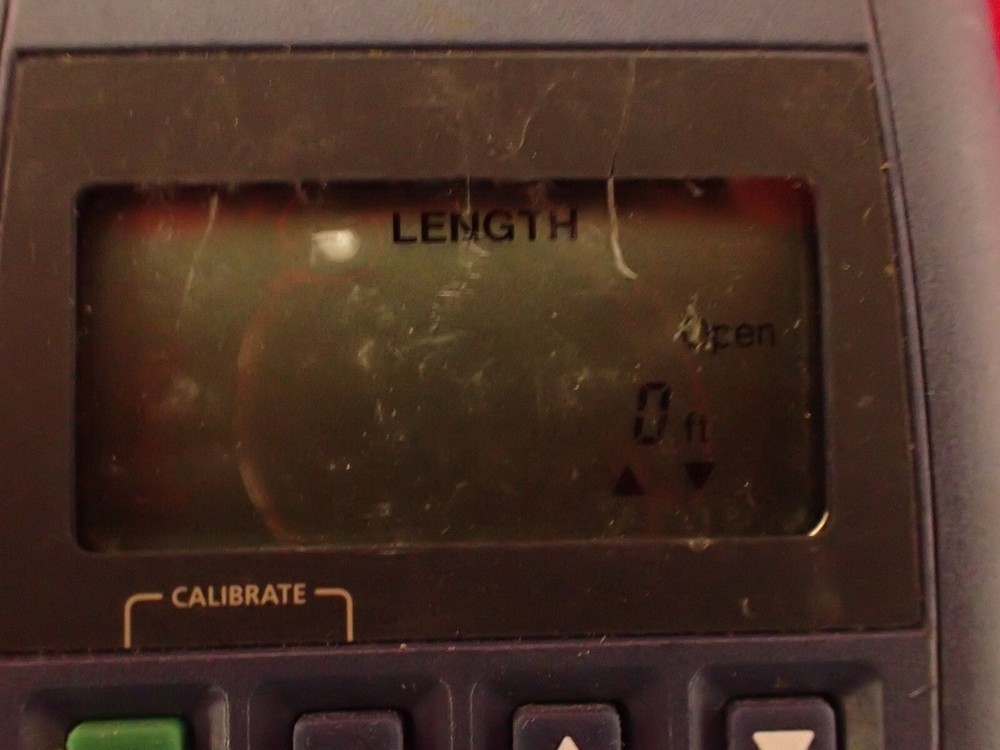 LENGTH
Open
0 ft
CALIBRATE